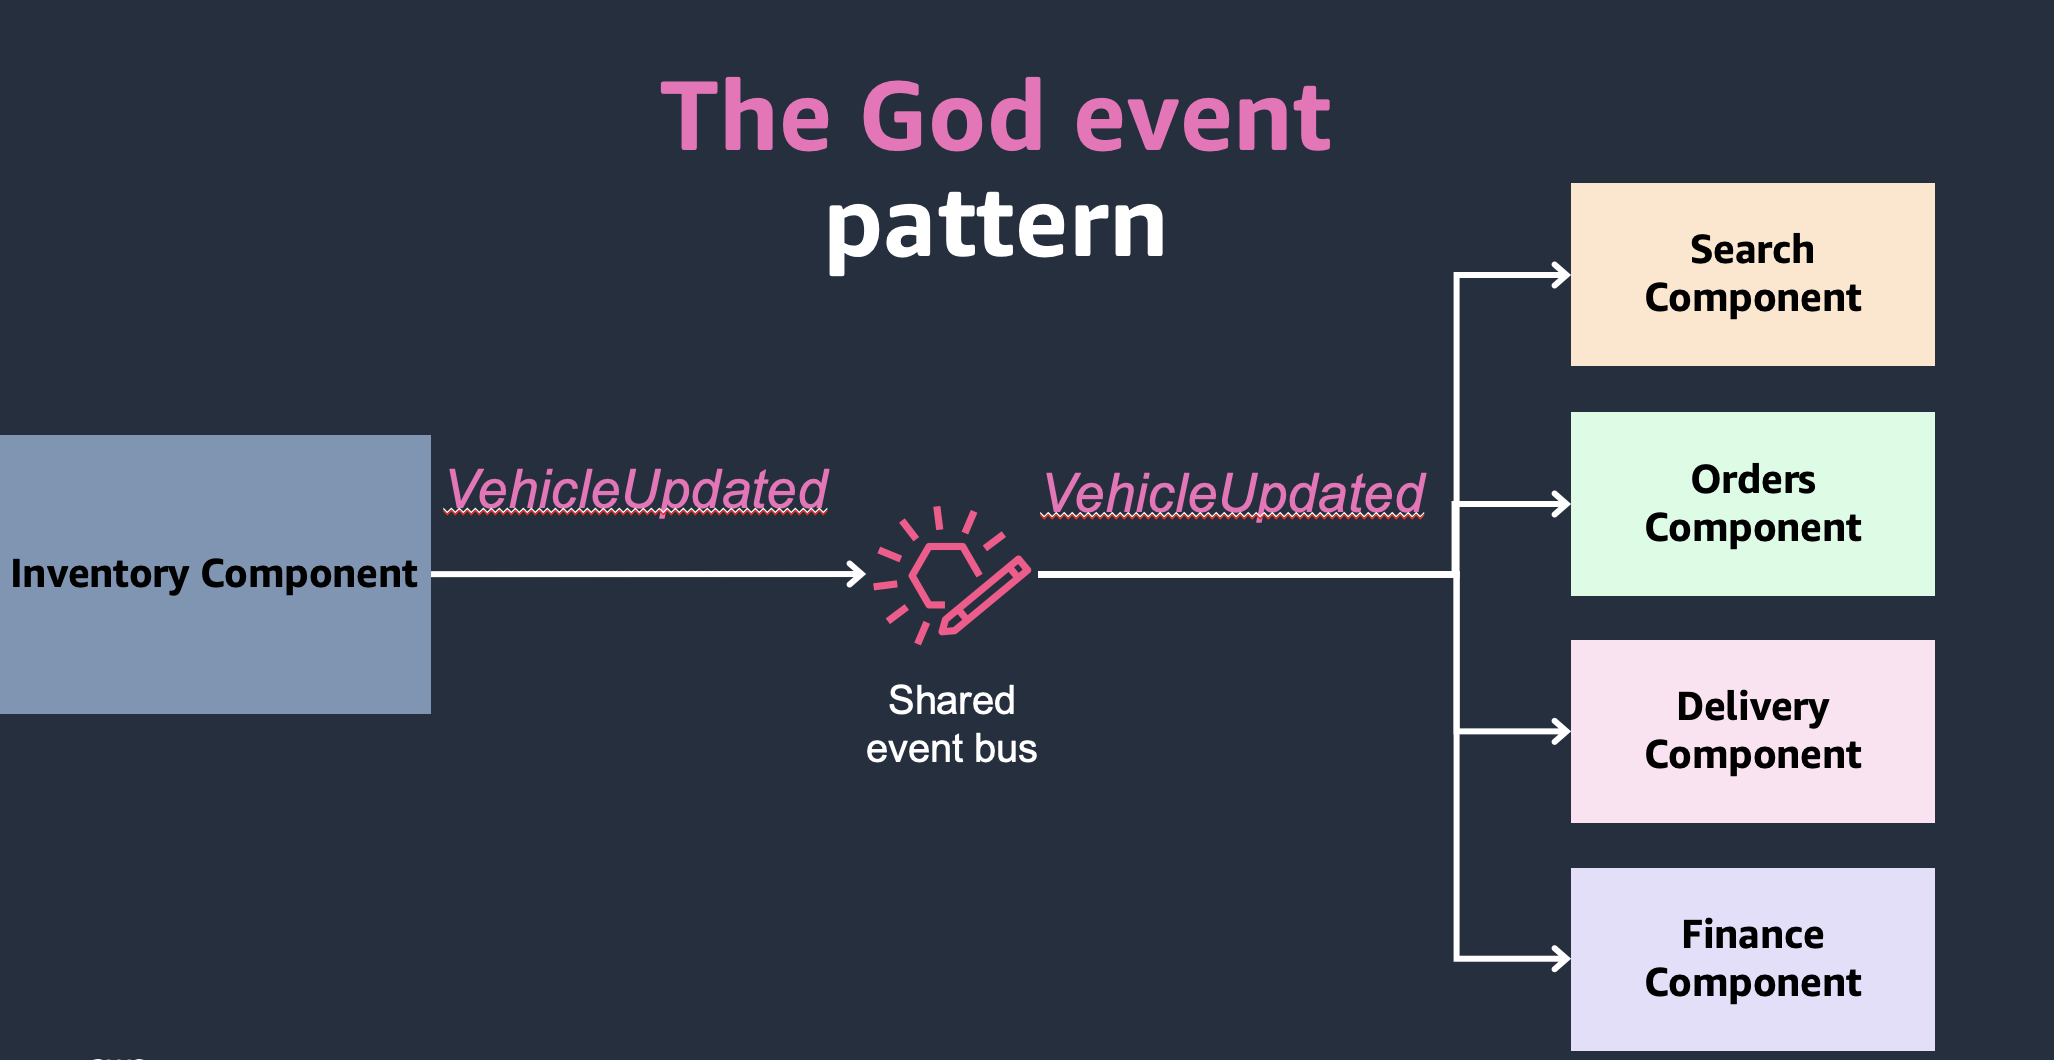 The God event
pattern
Search
Component
Orders
Component
VehicleUpdated
VehicleUpdated
Inventory Component
Shared
event bus
Delivery
Component
Finance
Component